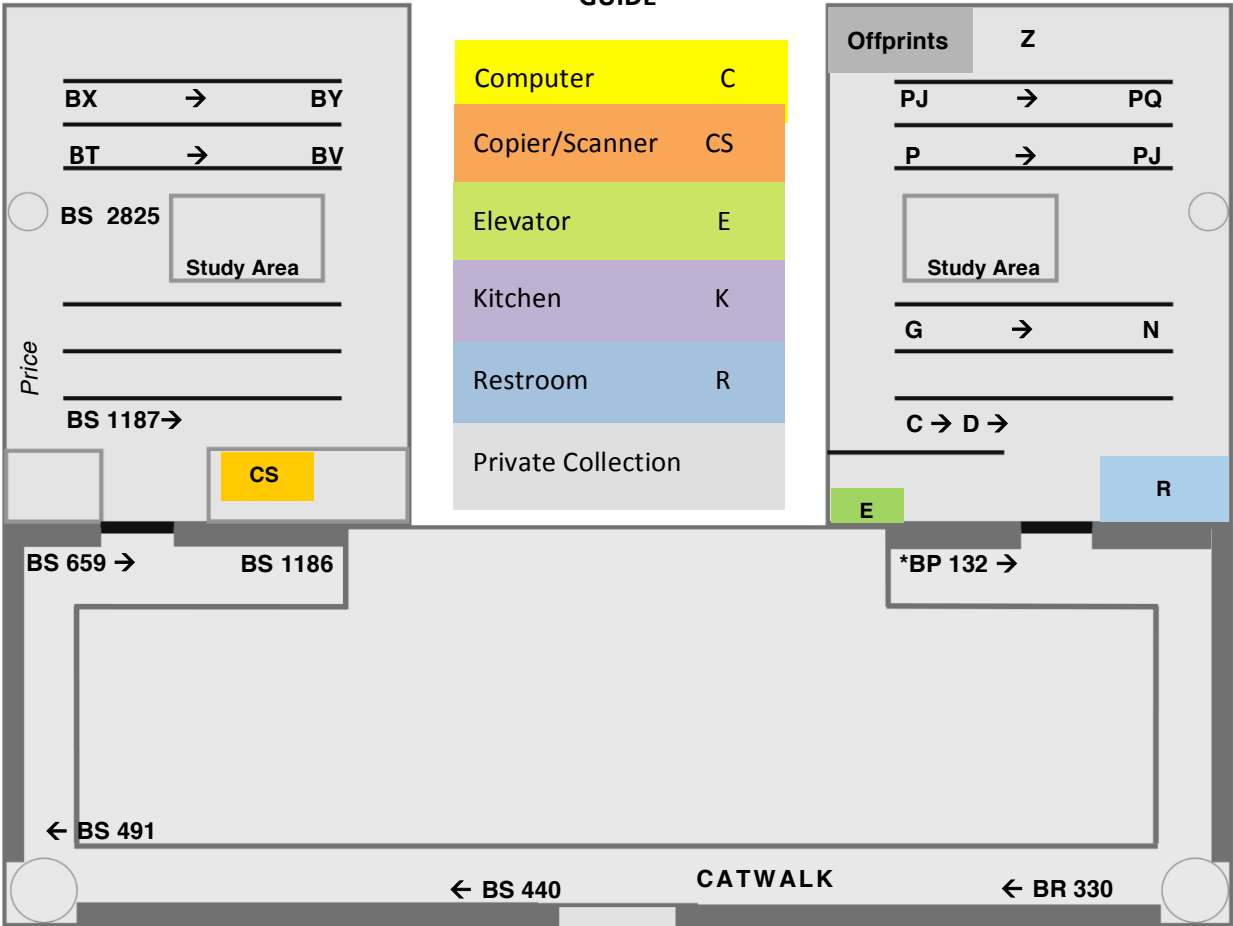 GUIDE
Computer C
Copier/Scanner CS
Elevator E
Kitchen K
Restroom R
Private Collection
BX → BY
BT → BV
BS 2825
Study Area
Price
BS 1187→
CS
Offprints Z
PJ → PQ
P → PJ
Study Area
G → N
C → D →
E
R
BS 659 → BS 1186
*BP 132 →
← BS 491
← BS 440
CATWALK
← BR 330